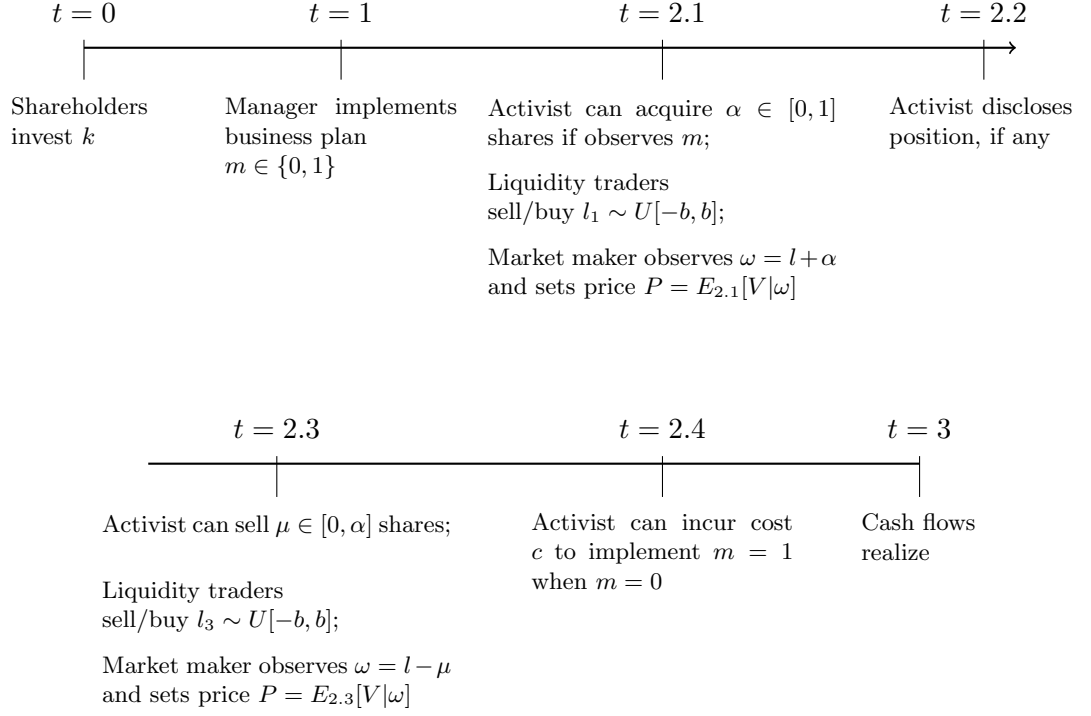 t = 0
t = 1
t = 2.1
t = 2.2
Shareholders
invest k
Manager implements
business plan
m ∈ {0, 1}
Activist can acquire α ∈ [0, 1]
shares if observes m;
Liquidity traders
sell/buy l₁ ∼ U[−b, b];
Market maker observes ω = l + α
and sets price P = E₂.₁[V|ω]
Activist discloses
position, if any
t = 2.3
t = 2.4
t = 3
Activist can sell μ ∈ [0, α] shares;
Liquidity traders
sell/buy l₃ ∼ U[−b, b];
Market maker observes ω = l − μ
and sets price P = E₂.₃[V|ω]
Activist can incur cost
c to implement m = 1
when m = 0
Cash flows
realize